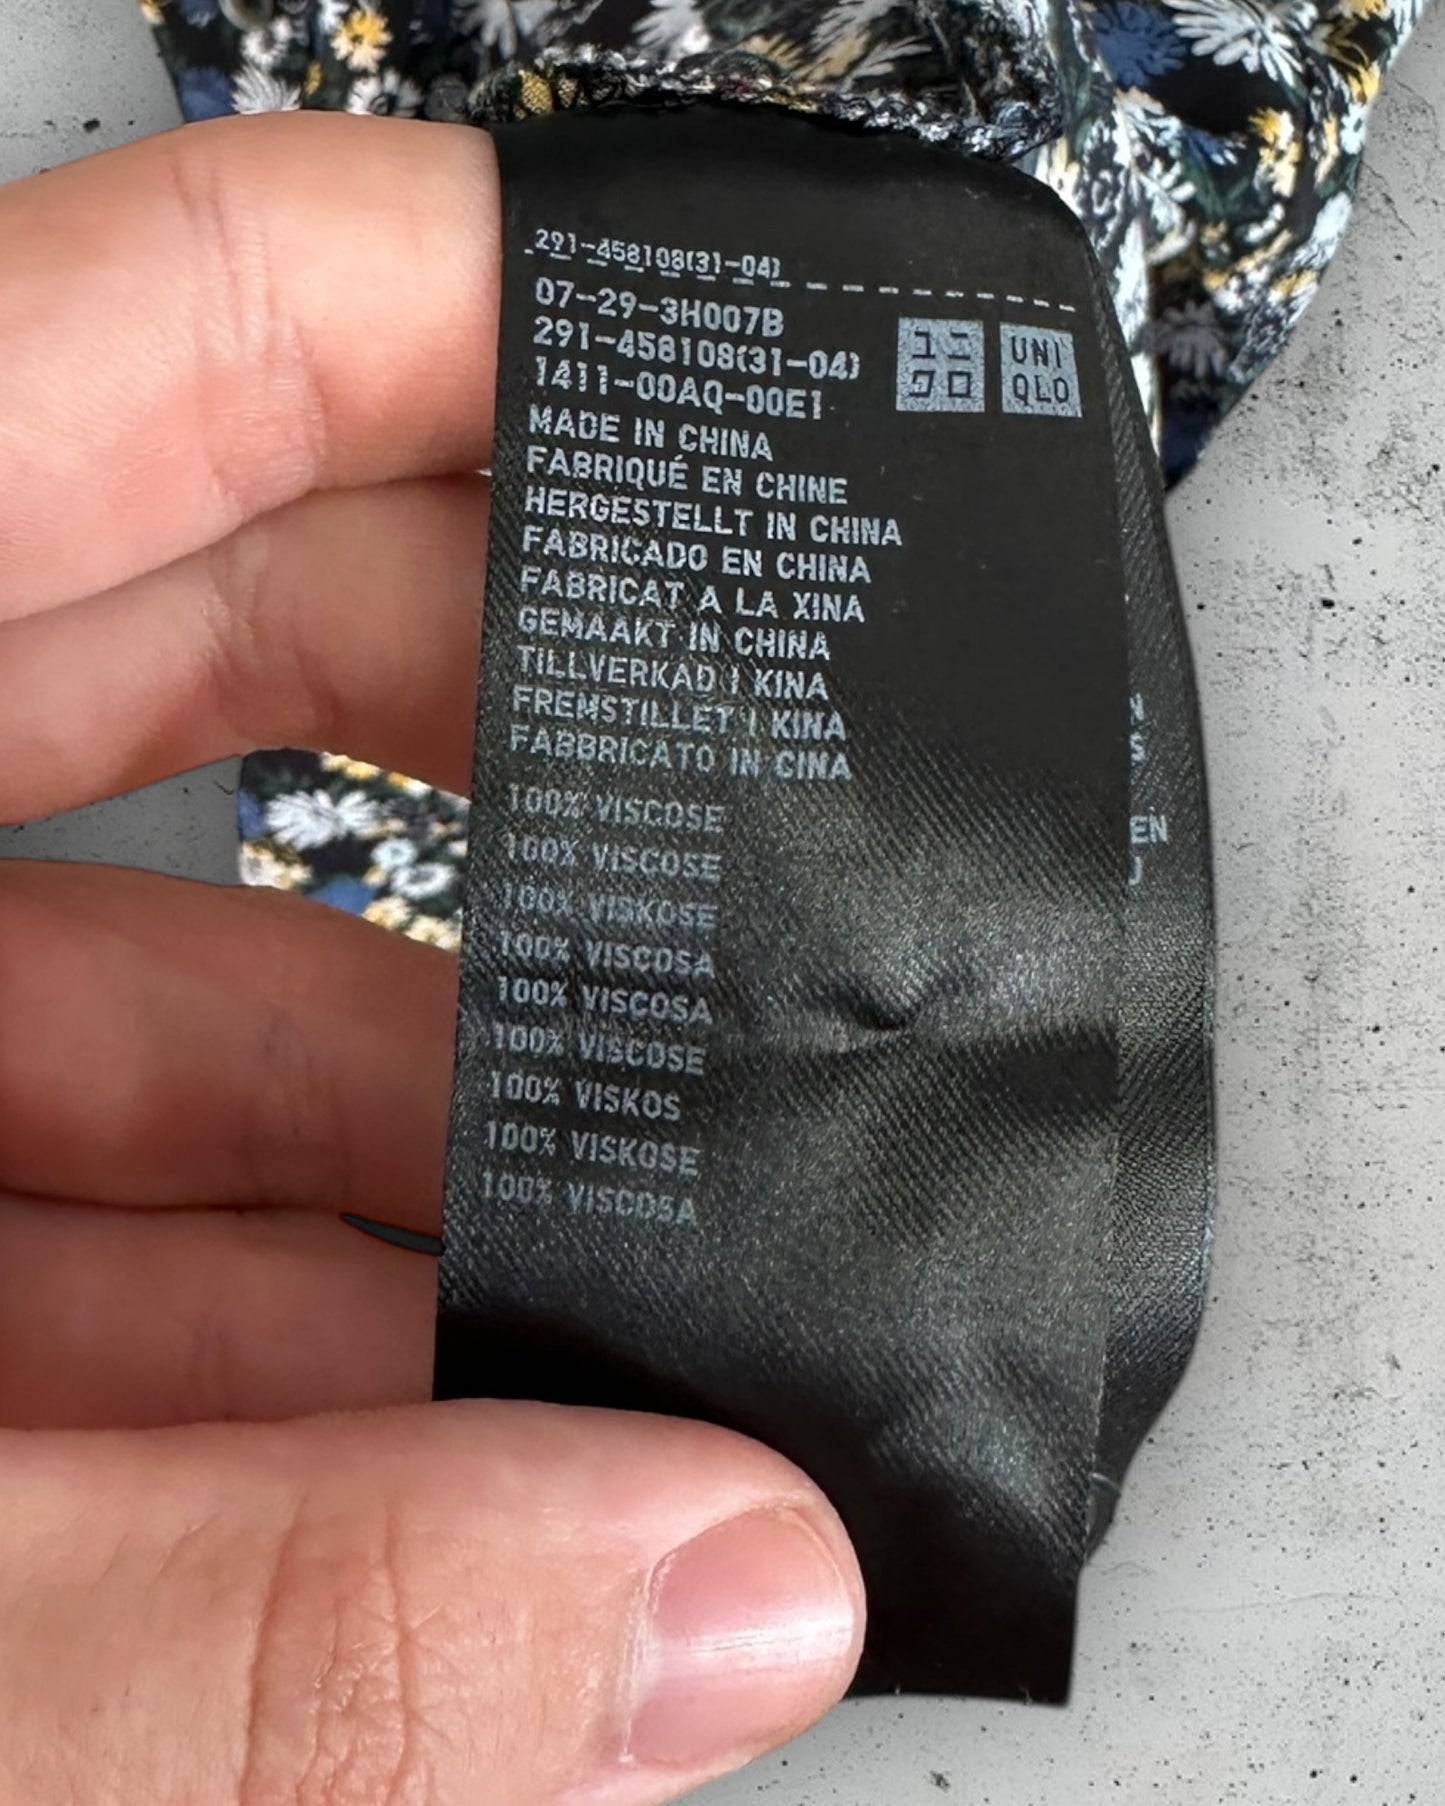 291-458108(31-04)
07-29-3H007B
291-458108(31-04)
1411-00AQ-00E1
ユニ
クロ
UNI
QLO
MADE IN CHINA
FABRIQUÉ EN CHINE
HERGESTELLT IN CHINA
FABRICADO EN CHINA
FABRICAT A LA XINA
GEMAAKT IN CHINA
TILLVERKAD I KINA
FREMSTILLET I KINA
FABBRICATO IN CINA
100% VISCOSE
100% VISCOSE
100% VISKOSE
100% VISCOSA
100% VISCOSA
100% VISCOSE
100% VISKOS
100% VISKOSE
100% VISCOSA
N
S
EN
J